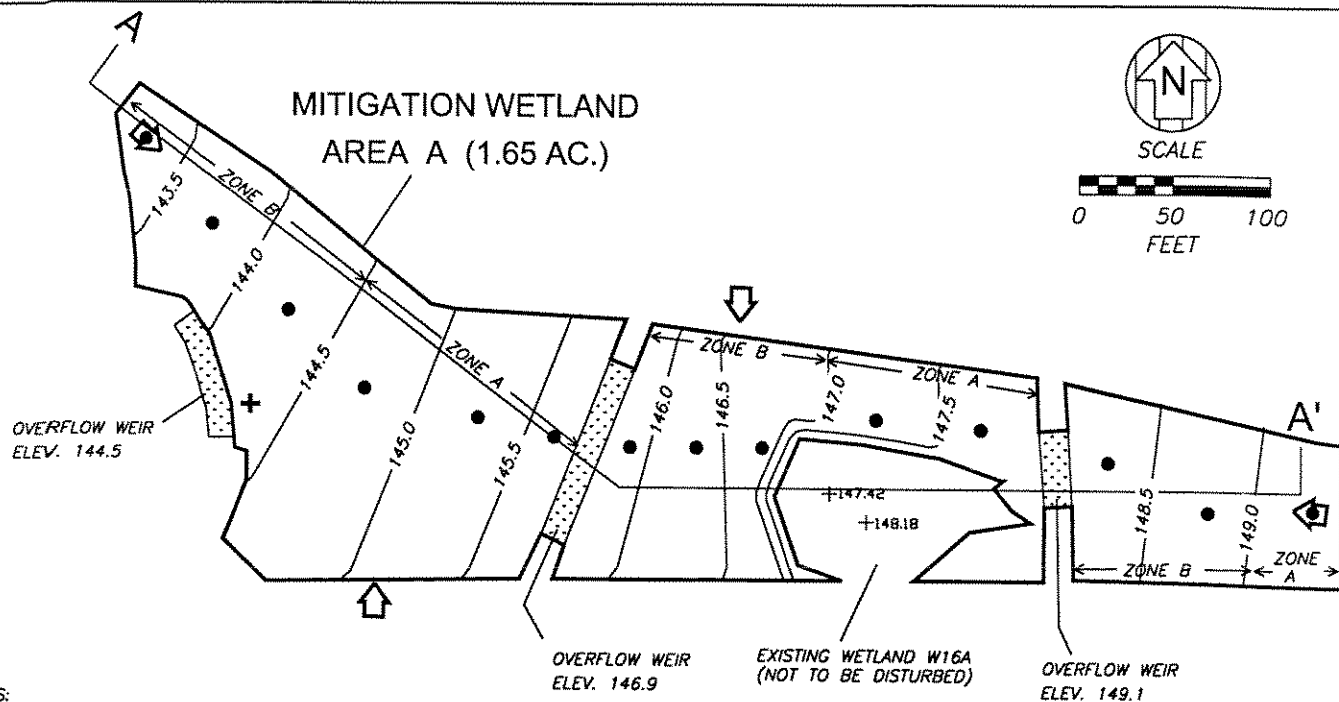 A
MITIGATION WETLAND
AREA A (1.65 AC.)
N
SCALE
0 50 100
FEET
ZONE B
143.5
144.0
144.5
ZONE A
145.0
145.5
OVERFLOW WEIR
ELEV. 144.5
ZONE B
ZONE A
146.0
146.5
147.0
147.5
A'
+147.42
+148.18
148.5
149.0
ZONE B
ZONE
A
OVERFLOW WEIR
ELEV. 146.9
EXISTING WETLAND W16A
(NOT TO BE DISTURBED)
OVERFLOW WEIR
ELEV. 149.1
S: